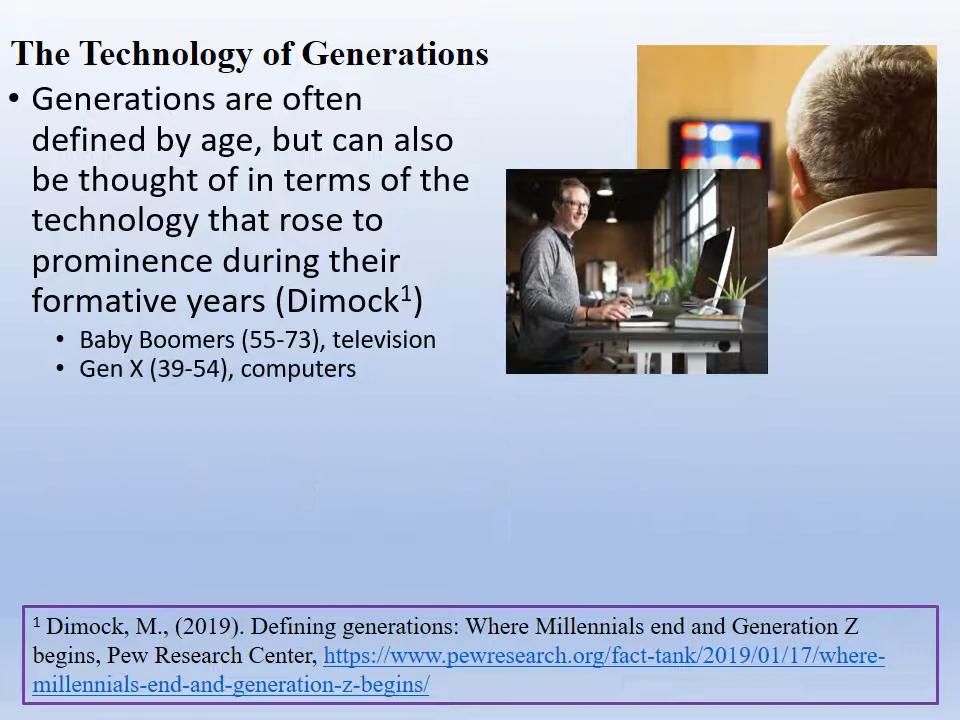 The Technology of Generations
• Generations are often
defined by age, but can also
be thought of in terms of the
technology that rose to
prominence during their
formative years (Dimock¹)
• Baby Boomers (55-73), television
• Gen X (39-54), computers
¹ Dimock, M., (2019). Defining generations: Where Millennials end and Generation Z
begins, Pew Research Center, https://www.pewresearch.org/fact-tank/2019/01/17/where-
millennials-end-and-generation-z-begins/